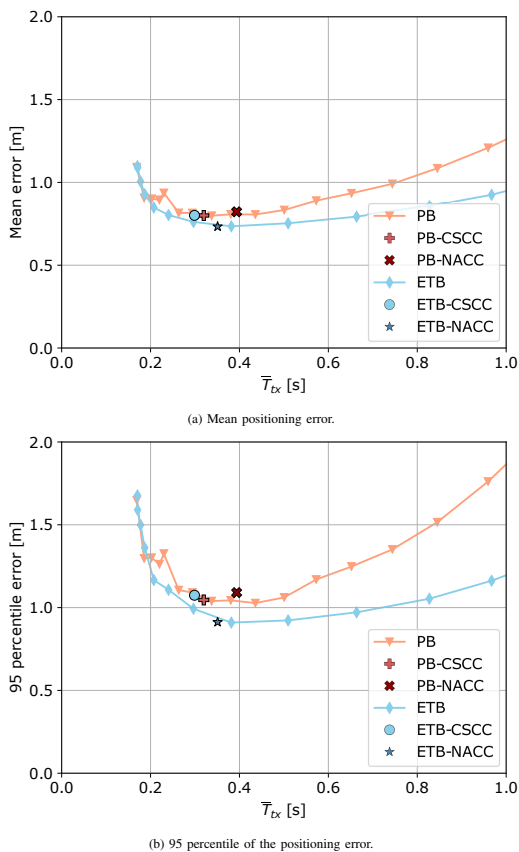 2.0
1.5
1.0
0.5
0.0
Mean error [m]
0.0 0.2 0.4 0.6 0.8 1.0
T̅tx [s]
PB
PB-CSCC
PB-NACC
ETB
ETB-CSCC
ETB-NACC
(a) Mean positioning error.
2.0
1.5
1.0
0.5
0.0
95 percentile error [m]
0.0 0.2 0.4 0.6 0.8 1.0
T̅tx [s]
PB
PB-CSCC
PB-NACC
ETB
ETB-CSCC
ETB-NACC
(b) 95 percentile of the positioning error.